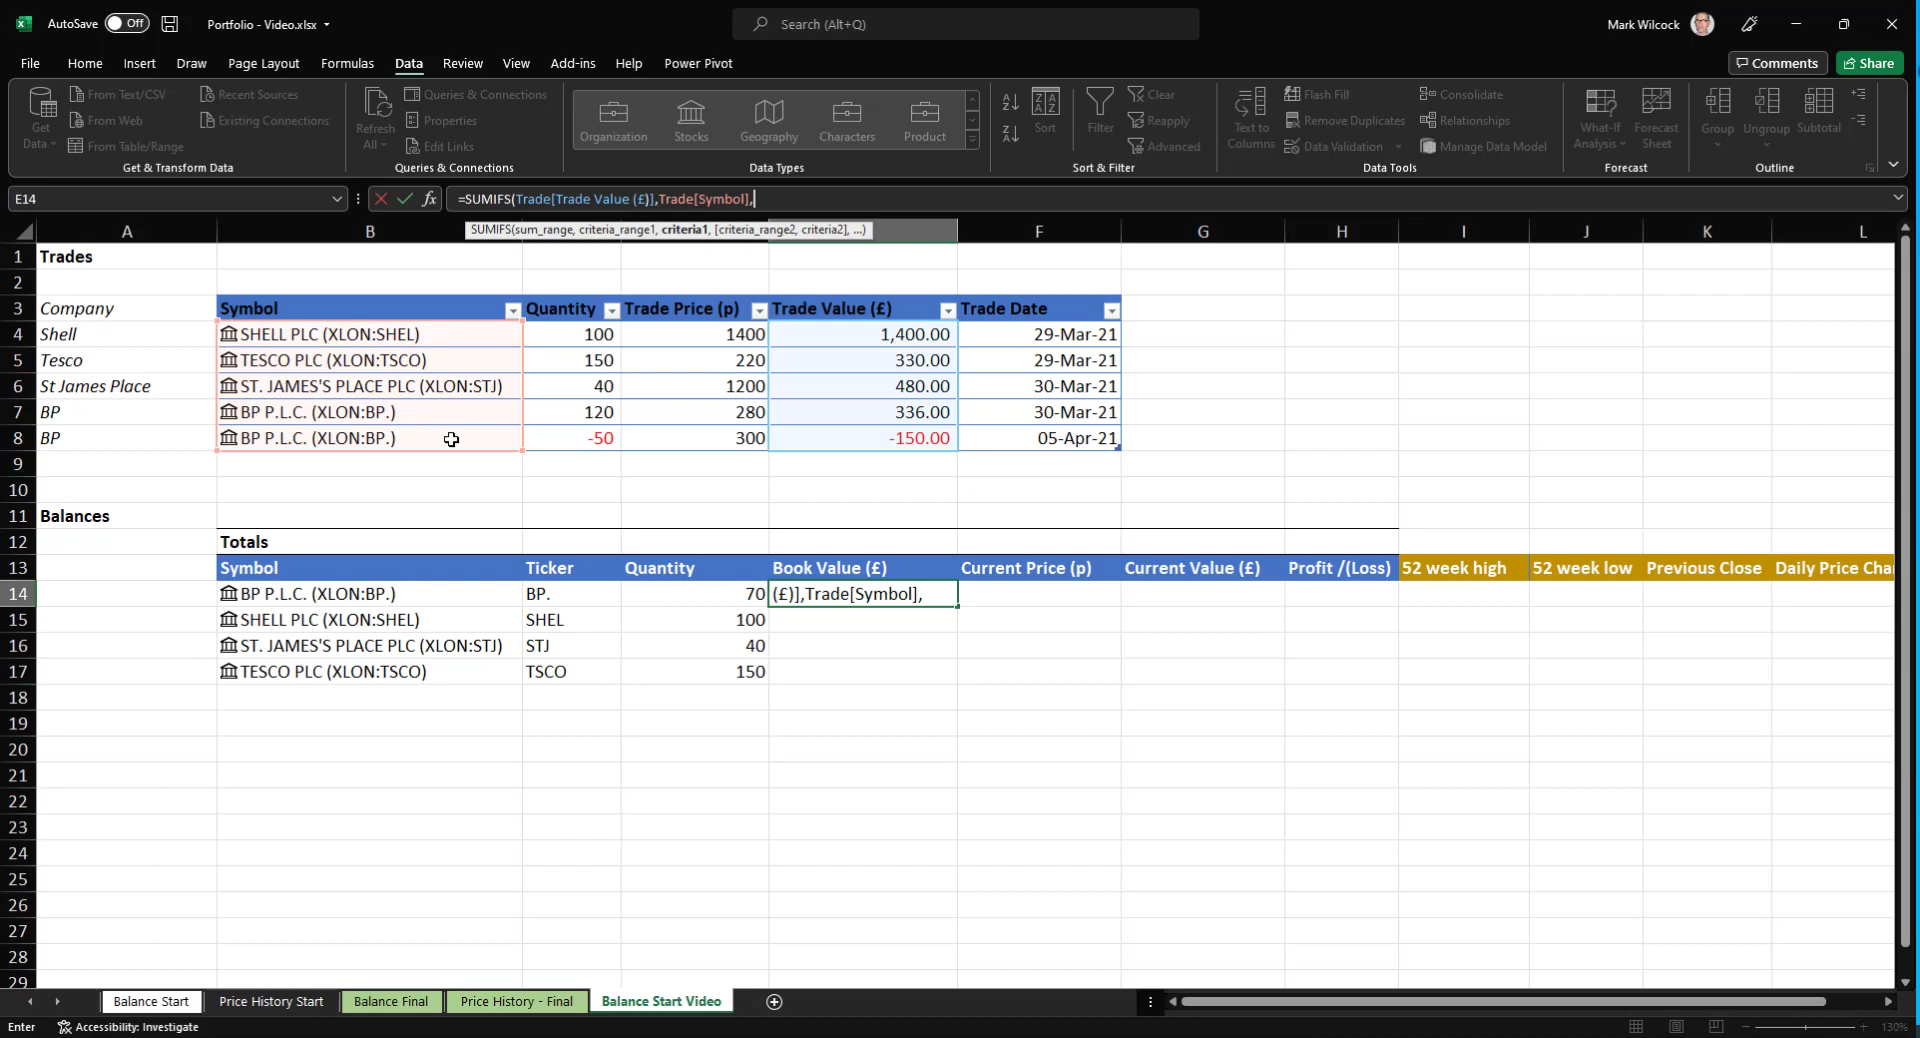 AutoSave Off Portfolio - Video.xlsx Search (Alt+Q) Mark Wilcock
File Home Insert Draw Page Layout Formulas Data Review View Add-ins Help Power Pivot Comments Share
Get Data
From Text/CSV
From Web
From Table/Range
Recent Sources
Existing Connections
Get & Transform Data
Refresh All
Queries & Connections
Properties
Edit Links
Queries & Connections
Organization Stocks Geography Characters Product
Data Types
Sort
Filter
Clear
Reapply
Advanced
Sort & Filter
Text to Columns
Flash Fill
Remove Duplicates
Data Validation
Consolidate
Relationships
Manage Data Model
Data Tools
What-If Analysis
Forecast Sheet
Forecast
Group Ungroup Subtotal
Outline
E14 fx =SUMIFS(Trade[Trade Value (£)],Trade[Symbol],
SUMIFS(sum_range, criteria_range1, criteria1, [criteria_range2, criteria2], ...)
A B F G H I J K L
1 Trades
2
3 Company Symbol Quantity Trade Price (p) Trade Value (£) Trade Date
4 Shell SHELL PLC (XLON:SHEL) 100 1400 1,400.00 29-Mar-21
5 Tesco TESCO PLC (XLON:TSCO) 150 220 330.00 29-Mar-21
6 St James Place ST. JAMES'S PLACE PLC (XLON:STJ) 40 1200 480.00 30-Mar-21
7 BP BP P.L.C. (XLON:BP.) 120 280 336.00 30-Mar-21
8 BP BP P.L.C. (XLON:BP.) -50 300 -150.00 05-Apr-21
9
10
11 Balances
12 Totals
13 Symbol Ticker Quantity Book Value (£) Current Price (p) Current Value (£) Profit /(Loss) 52 week high 52 week low Previous Close Daily Price Char
14 BP P.L.C. (XLON:BP.) BP. 70 (£)],Trade[Symbol],
15 SHELL PLC (XLON:SHEL) SHEL 100
16 ST. JAMES'S PLACE PLC (XLON:STJ) STJ 40
17 TESCO PLC (XLON:TSCO) TSCO 150
18
19
20
21
22
23
24
25
26
27
28
29
Balance Start Price History Start Balance Final Price History - Final Balance Start Video
Enter Accessibility: Investigate 130%